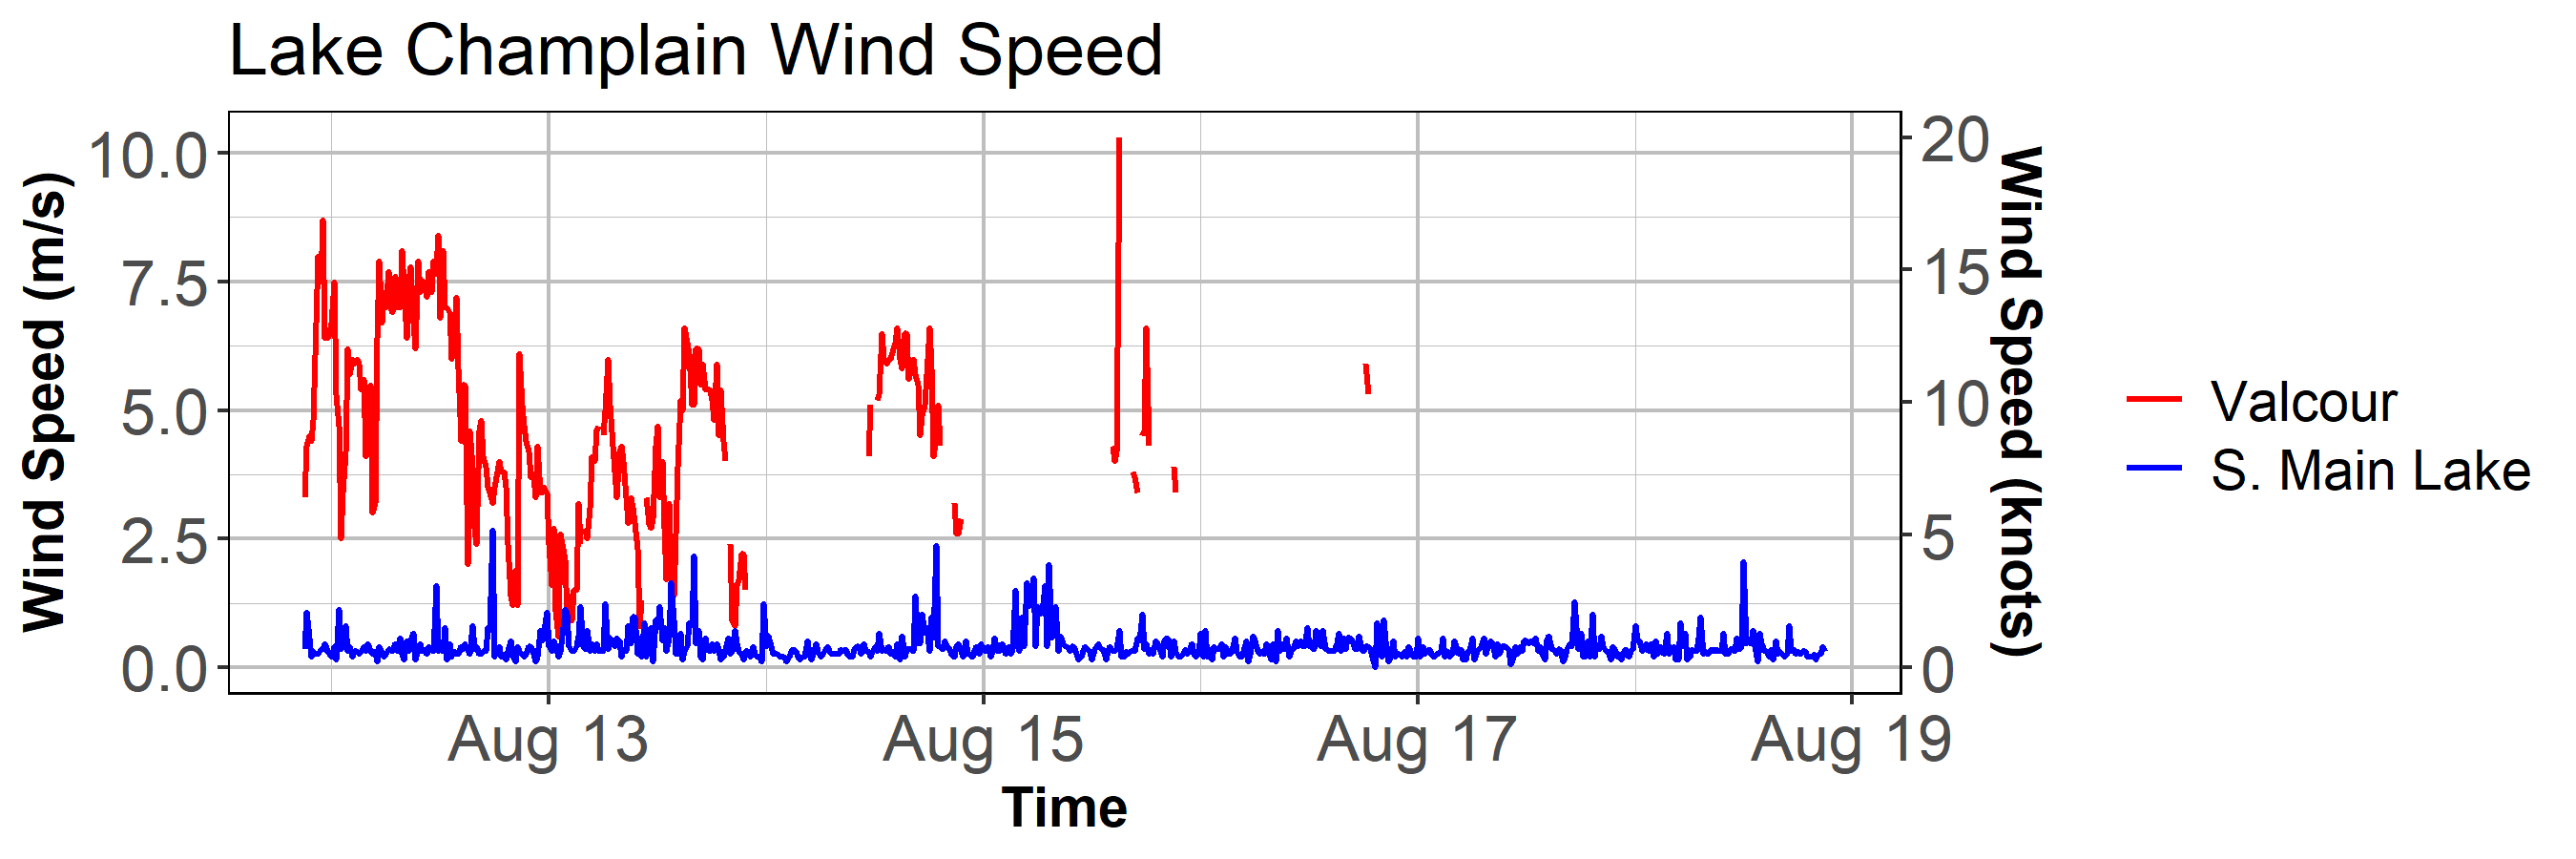 Lake Champlain Wind Speed
Wind Speed (m/s)
10.0
7.5
5.0
2.5
0.0
20
15
10
5
0
Wind Speed (knots)
Aug 13
Aug 15
Aug 17
Aug 19
Time
Valcour
S. Main Lake